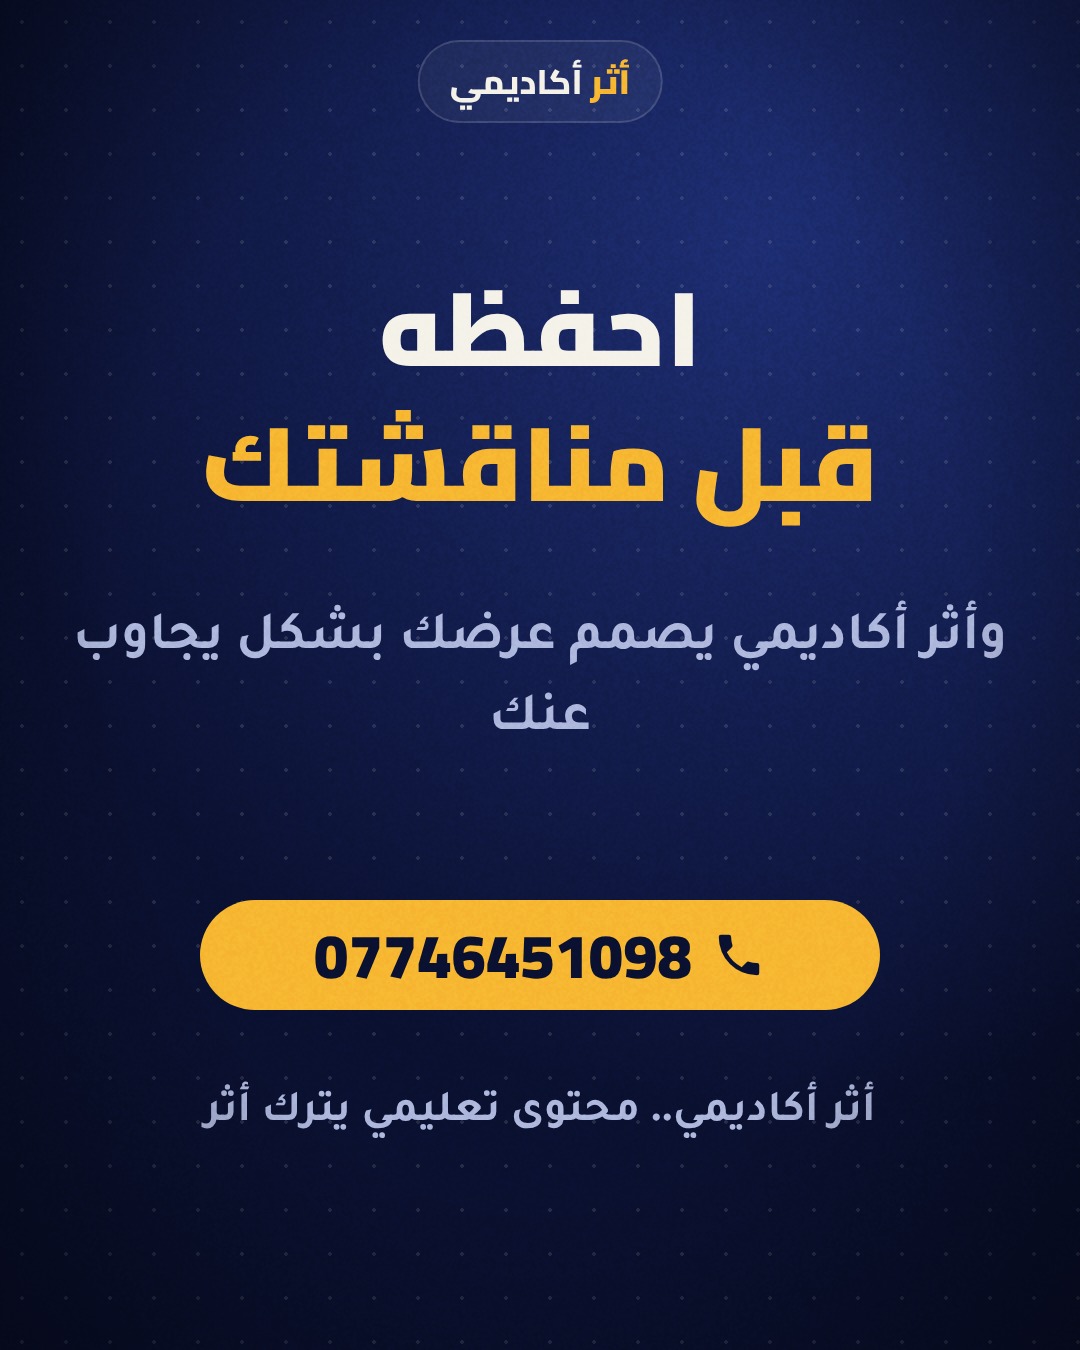 أثر أكاديمي
احفظه
قبل مناقشتك
وأثر أكاديمي يصمم عرضك بشكل يجاوب
عنك
07746451098
أثر أكاديمي.. محتوى تعليمي يترك أثر